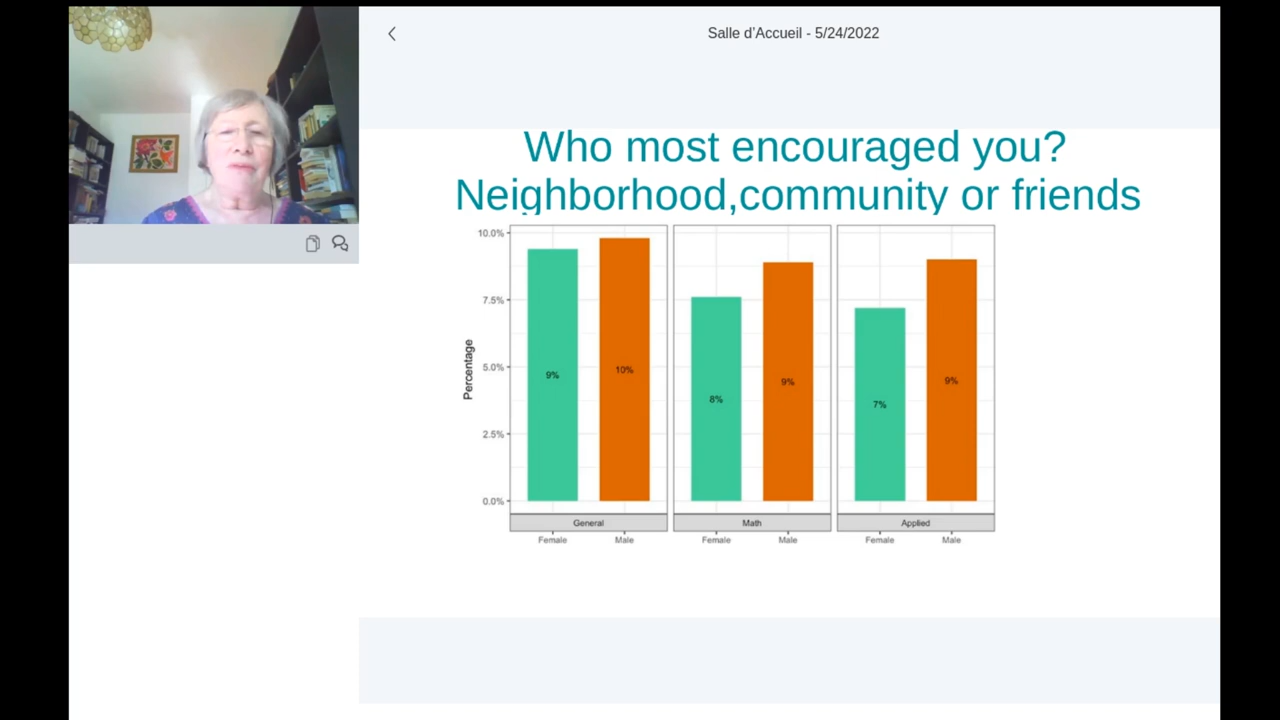 Salle d'Accueil - 5/24/2022
Who most encouraged you?
Neighborhood,community or friends
Percentage
10.0%
7.5%
5.0%
2.5%
0.0%
9%
10%
8%
9%
7%
9%
General
Math
Applied
Female
Male
Female
Male
Female
Male